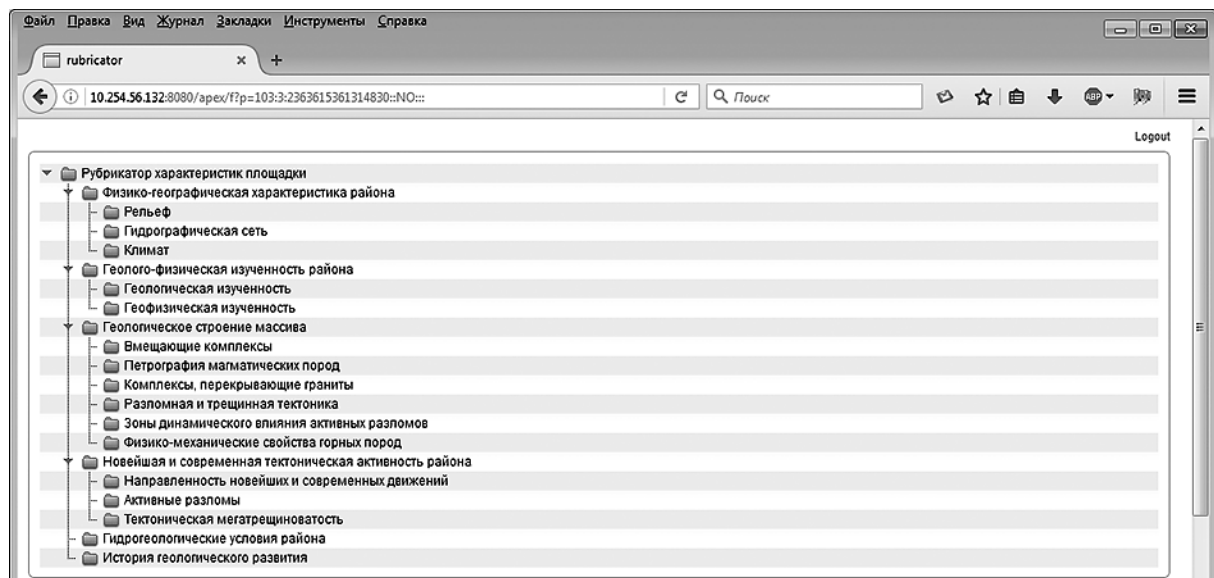 Файл Правка Вид Журнал Закладки Инструменты Справка
rubricator
10.254.56.132:8080/apex/f?p=103:3:2363615361314830::NO:::
Поиск
ABP
Logout
Рубрикатор характеристик площадки
Физико-географическая характеристика района
Рельеф
Гидрографическая сеть
Климат
Геолого-физическая изученность района
Геологическая изученность
Геофизическая изученность
Геологическое строение массива
Вмещающие комплексы
Петрография магматических пород
Комплексы, перекрывающие граниты
Разломная и трещинная тектоника
Зоны динамического влияния активных разломов
Физико-механические свойства горных пород
Новейшая и современная тектоническая активность района
Направленность новейших и современных движений
Активные разломы
Тектоническая мегатрещиноватость
Гидрогеологические условия района
История геологического развития